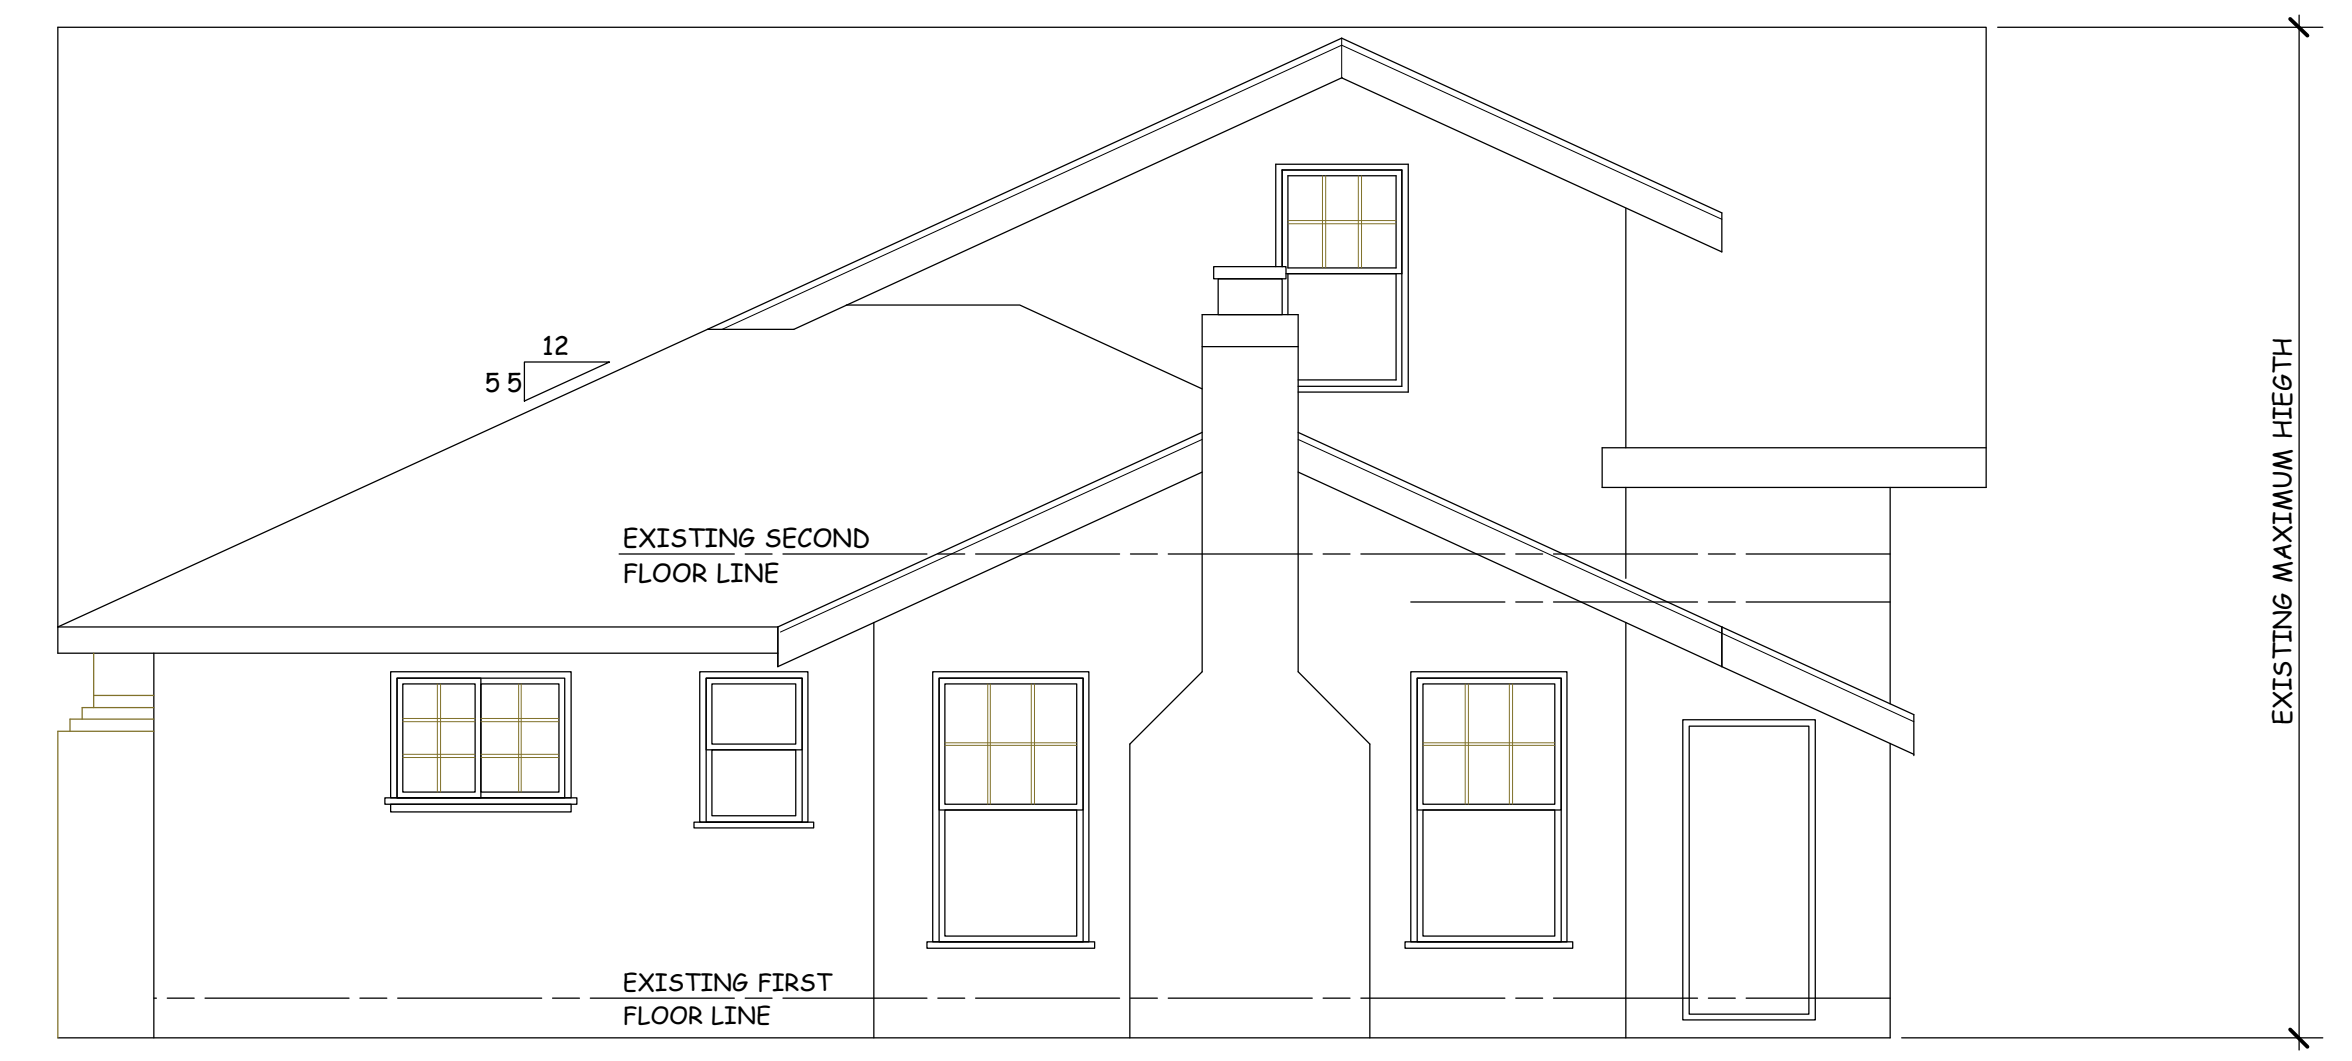 12
5 5
EXISTING SECOND
FLOOR LINE
EXISTING MAXIMUM HIEGTH
EXISTING FIRST
FLOOR LINE